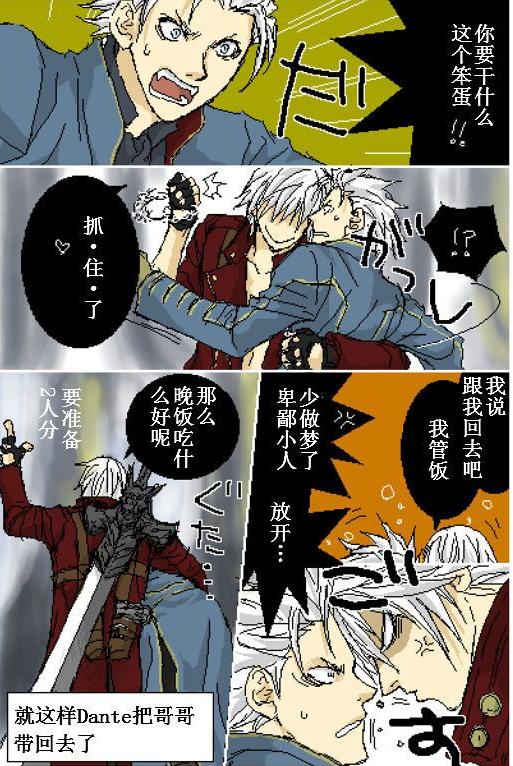 你要干什么
这个笨蛋!!
だっ
!?
がっし
抓・住・了♡
我说
跟我回去吧
我管饭
少做梦了
卑鄙小人
放开…
ず
す
那么
晚饭吃什
么好呢
要准备
2人分
ぐた…
就这样Dante把哥哥
带回去了